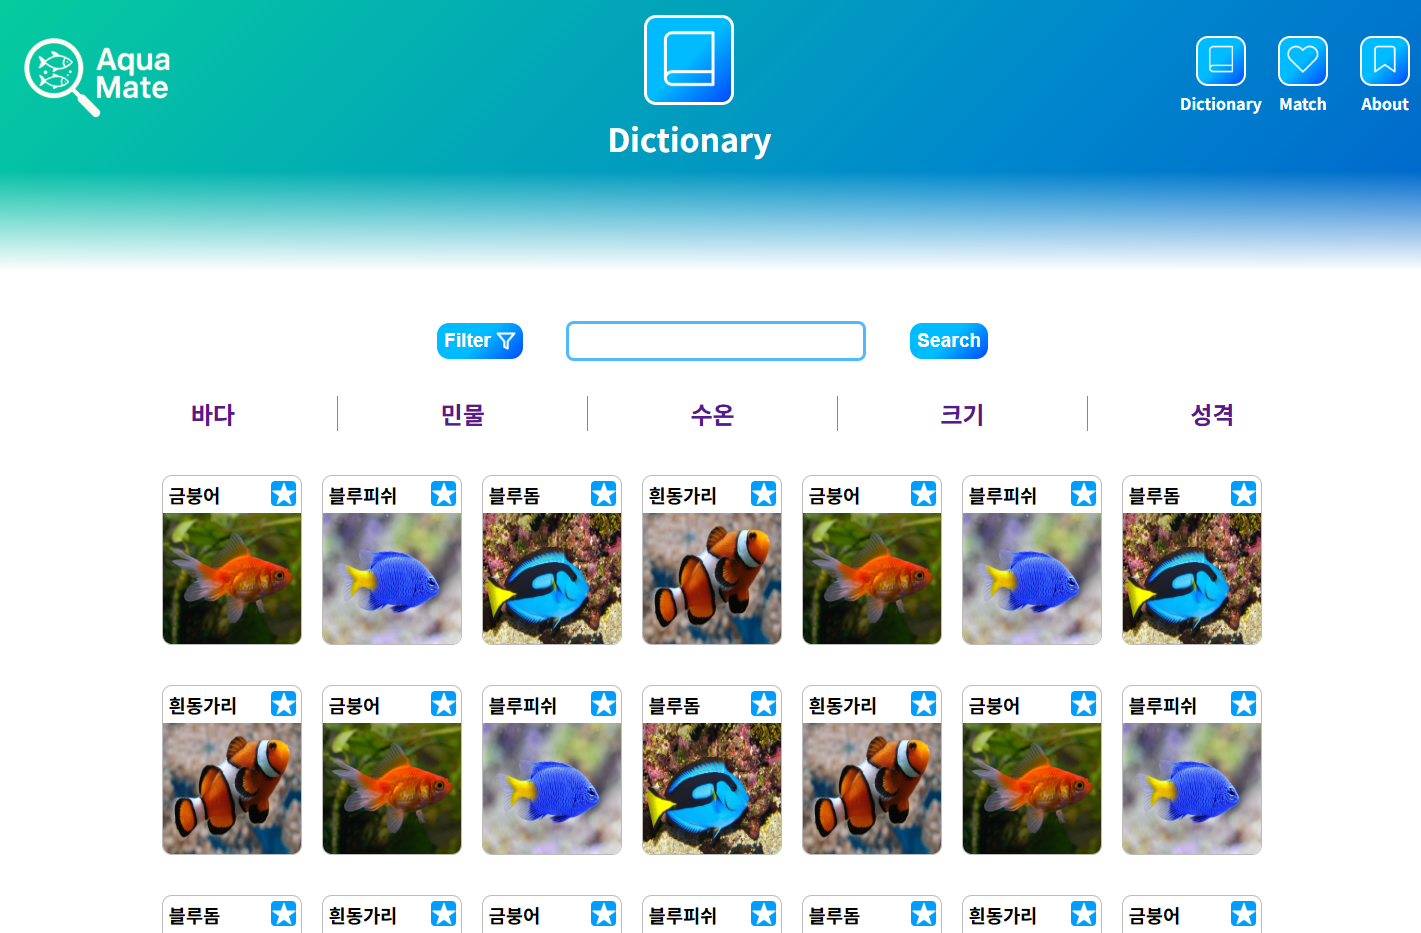 Aqua
Mate
Dictionary
Dictionary Match About
Filter Search
바다 민물 수온 크기 성격
금붕어 블루피쉬 블루돔 흰동가리 금붕어 블루피쉬 블루돔
흰동가리 금붕어 블루피쉬 블루돔 흰동가리 금붕어 블루피쉬
블루돔 흰동가리 금붕어 블루피쉬 블루돔 흰동가리 금붕어